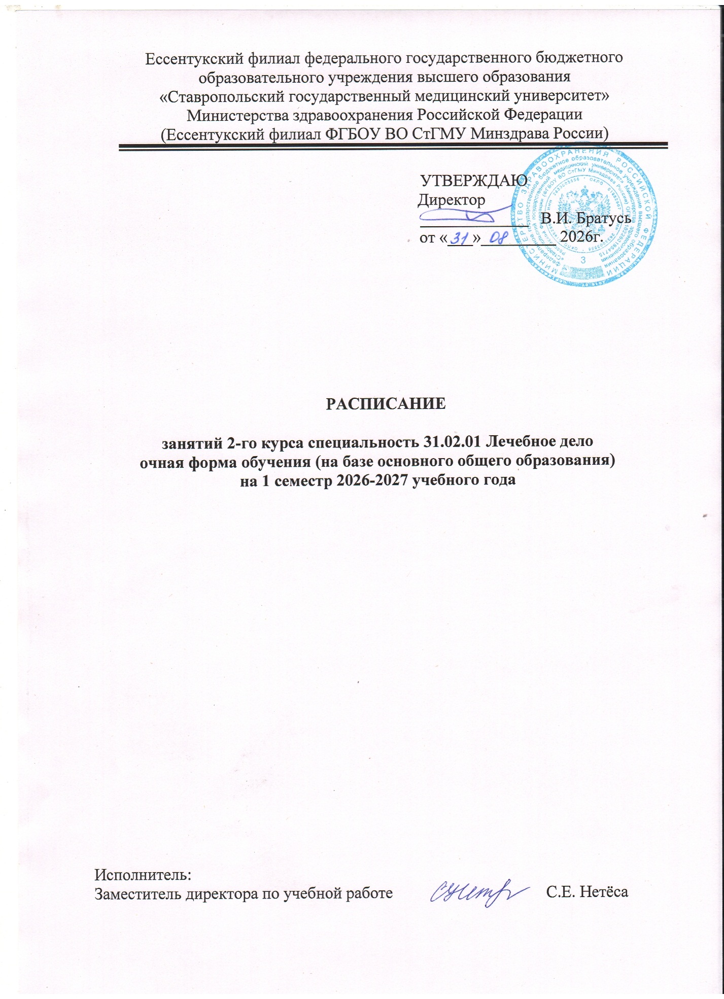 Ессентукский филиал федерального государственного бюджетного
образовательного учреждения высшего образования
«Ставропольский государственный медицинский университет»
Министерства здравоохранения Российской Федерации
(Ессентукский филиал ФГБОУ ВО СтГМУ Минздрава России)
УТВЕРЖДАЮ
Директор
В.И. Братусь
от «31» 08 2026г.
МИНИСТЕРСТВО ЗДРАВООХРАНЕНИЯ РОССИЙСКОЙ ФЕДЕРАЦИИ
3
РАСПИСАНИЕ
занятий 2-го курса специальность 31.02.01 Лечебное дело
очная форма обучения (на базе основного общего образования)
на 1 семестр 2026-2027 учебного года
Исполнитель:
Заместитель директора по учебной работе С.Е. Нетёса